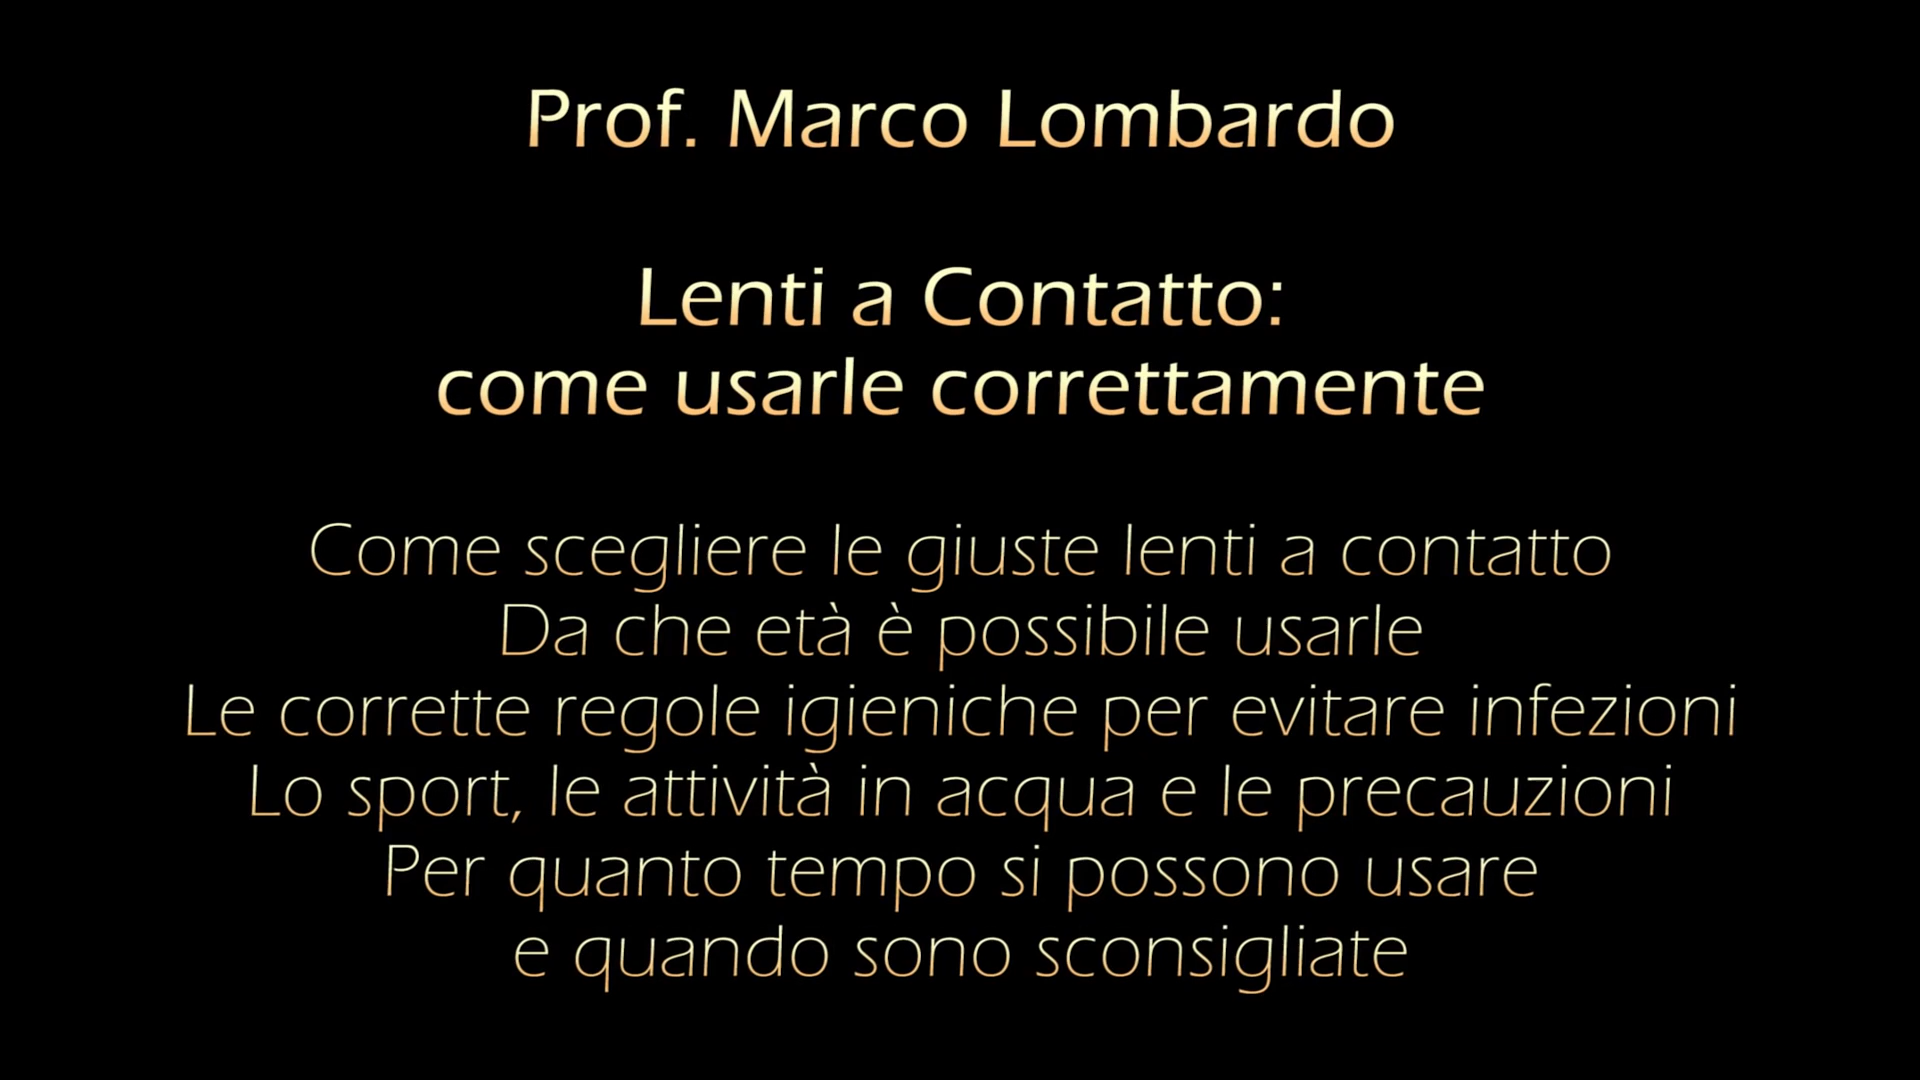 Prof. Marco Lombardo
Lenti a Contatto:
come usarle correttamente
Come scegliere le giuste lenti a contatto
Da che età è possibile usarle
Le corrette regole igieniche per evitare infezioni
Lo sport, le attività in acqua e le precauzioni
Per quanto tempo si possono usare
e quando sono sconsigliate